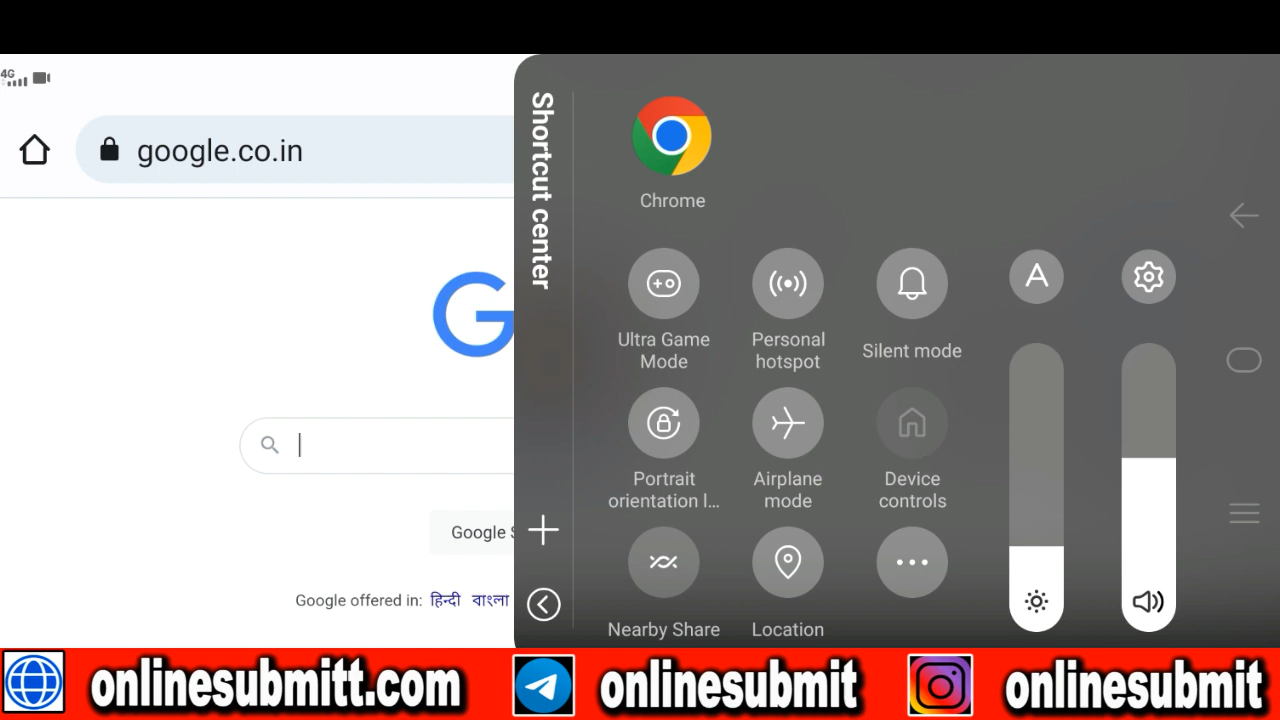 4G
google.co.in
G
Google S
Google offered in: हिन्दी বাংলা
Shortcut center
Chrome
Ultra Game
Mode
Personal
hotspot
Silent mode
A
Portrait
orientation l...
Airplane
mode
Device
controls
Nearby Share
Location
onlinesubmitt.com
onlinesubmit
onlinesubmit